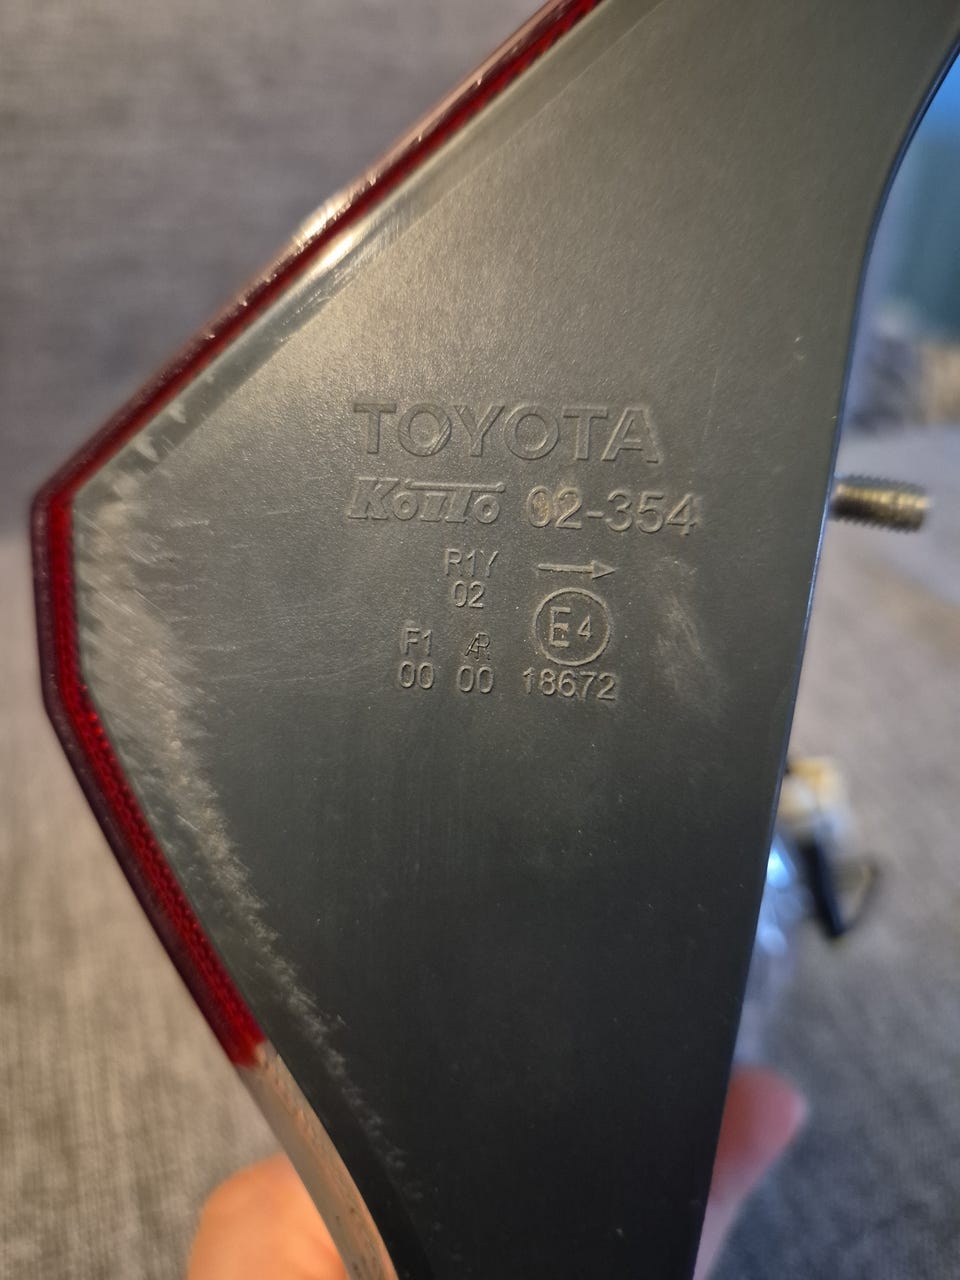 TOYOTA
KOITO 02-354
R1Y →
02
E4
F1 AR
00 00 18672